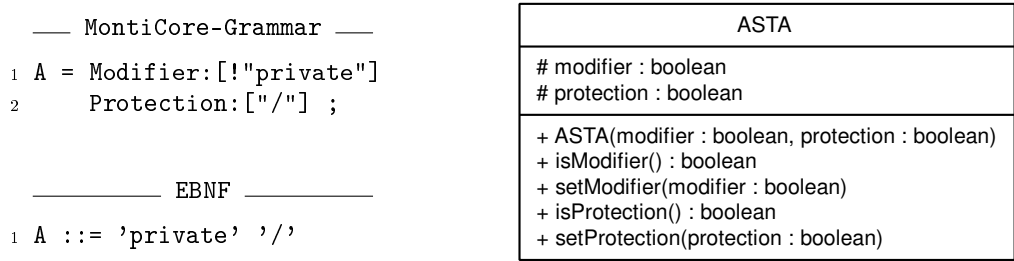 MontiCore-Grammar
1 A = Modifier:[!"private"]
2 Protection:["/"] ;
EBNF
1 A ::= 'private' '/'
ASTA
# modifier : boolean
# protection : boolean
+ ASTA(modifier : boolean, protection : boolean)
+ isModifier() : boolean
+ setModifier(modifier : boolean)
+ isProtection() : boolean
+ setProtection(protection : boolean)